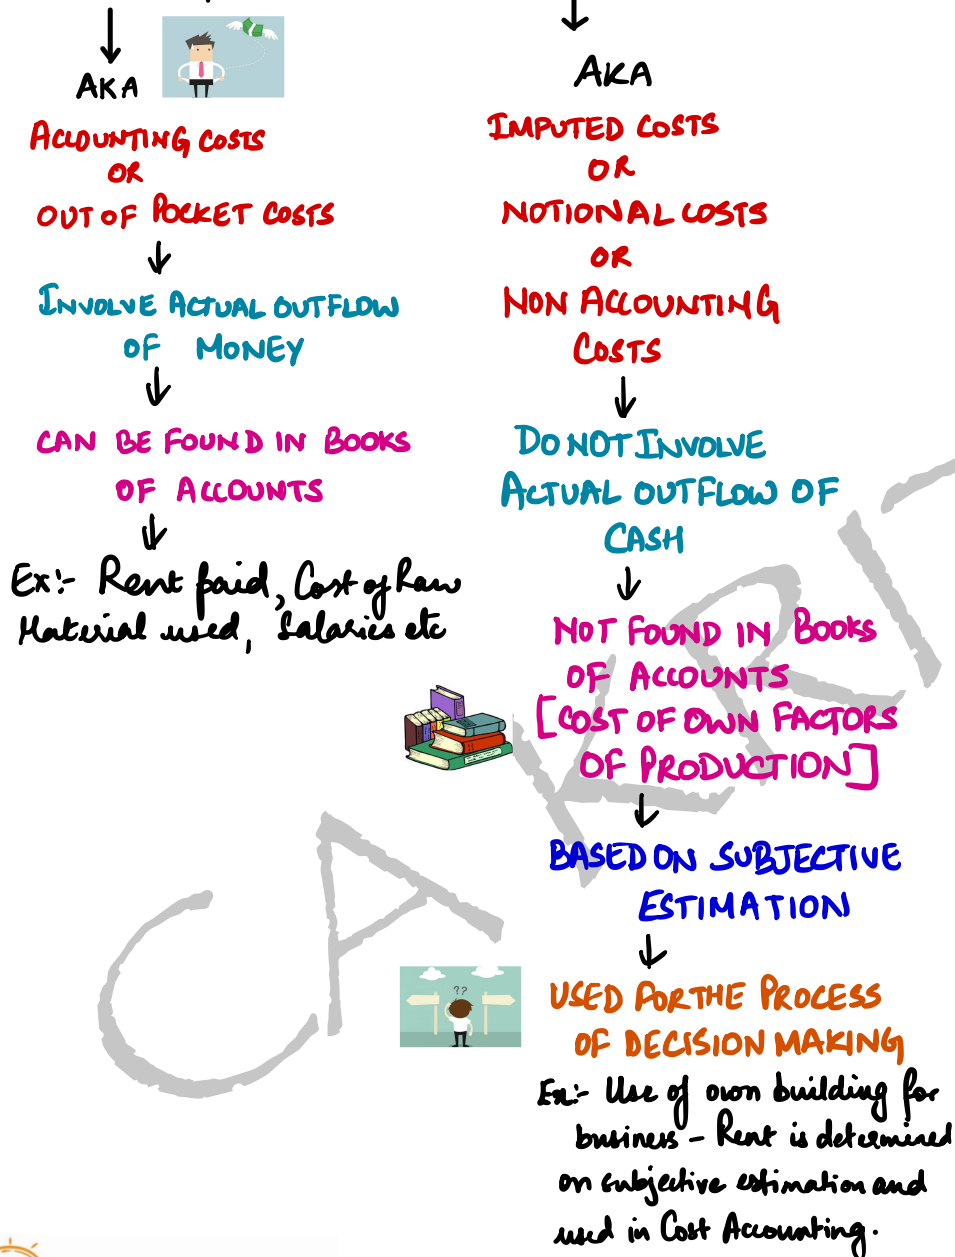 AKA
ACCOUNTING COSTS
OR
OUT OF POCKET COSTS
INVOLVE ACTUAL OUTFLOW
OF MONEY
CAN BE FOUND IN BOOKS
OF ACCOUNTS
Ex:- Rent paid, Cost of Raw
Material used, Salaries etc
AKA
IMPUTED COSTS
OR
NOTIONAL COSTS
OR
NON ACCOUNTING
COSTS
DO NOT INVOLVE
ACTUAL OUTFLOW OF
CASH
NOT FOUND IN BOOKS
OF ACCOUNTS
[COST OF OWN FACTORS
OF PRODUCTION]
BASED ON SUBJECTIVE
ESTIMATION
??
USED FOR THE PROCESS
OF DECISION MAKING
Ex:- Use of own building for
business - Rent is determined
on subjective estimation and
used in Cost Accounting.
CA KRI